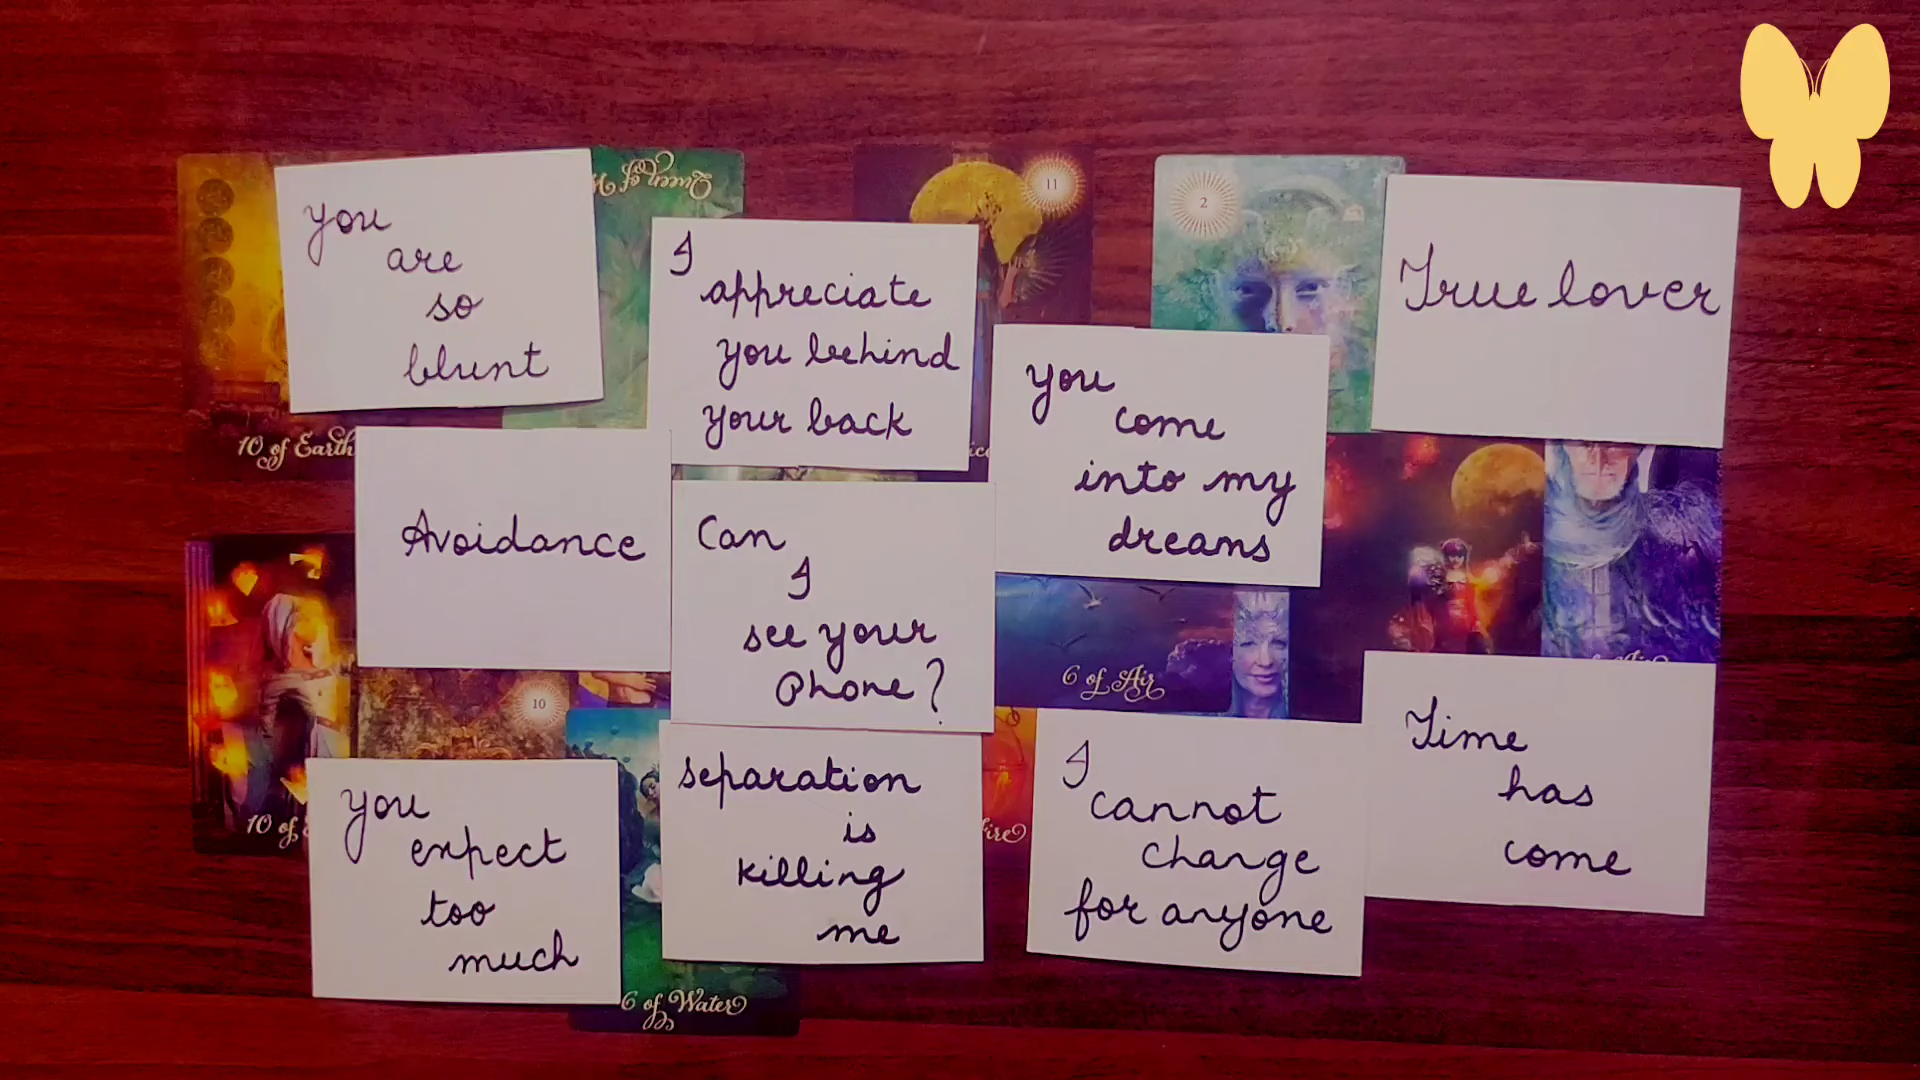 you
are
so
blunt
Queen of
11
2
True lover
I
appreciate
you behind
your back
you
come
into my
dreams
10 of Earth
Avoidance
Can
I
see your
Phone?
6 of Air
10
10 of
you
expect
too
much
separation
is
killing
me
I
cannot
change
for anyone
Time
has
come
6 of Water